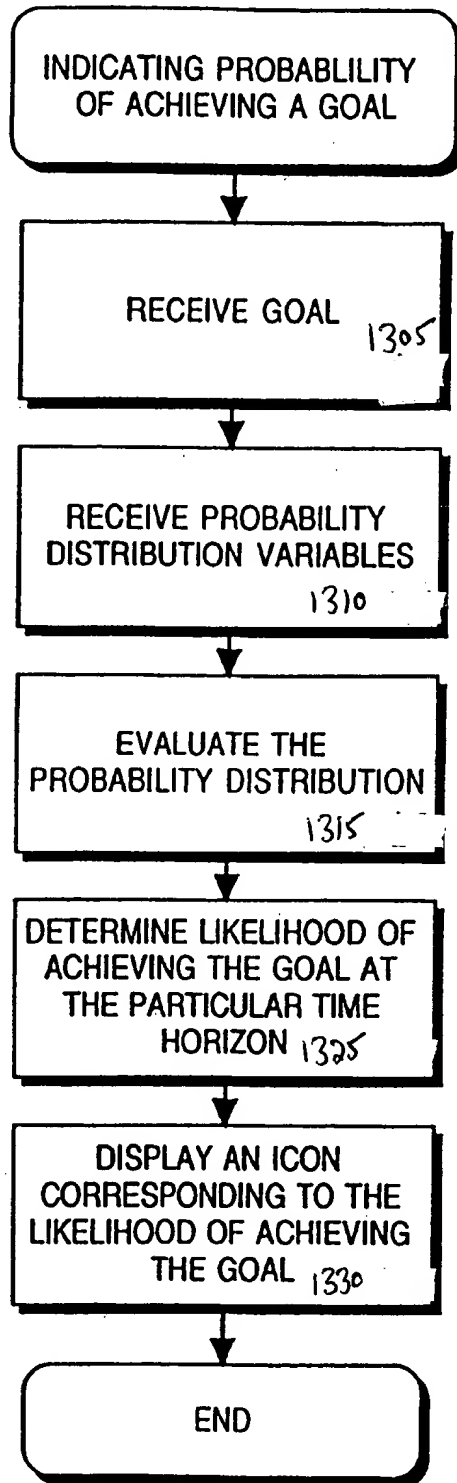 INDICATING PROBABLILITY
OF ACHIEVING A GOAL
RECEIVE GOAL
1305
RECEIVE PROBABILITY
DISTRIBUTION VARIABLES
1310
EVALUATE THE
PROBABILITY DISTRIBUTION
1315
DETERMINE LIKELIHOOD OF
ACHIEVING THE GOAL AT
THE PARTICULAR TIME
HORIZON 1325
DISPLAY AN ICON
CORRESPONDING TO THE
LIKELIHOOD OF ACHIEVING
THE GOAL 1330
END